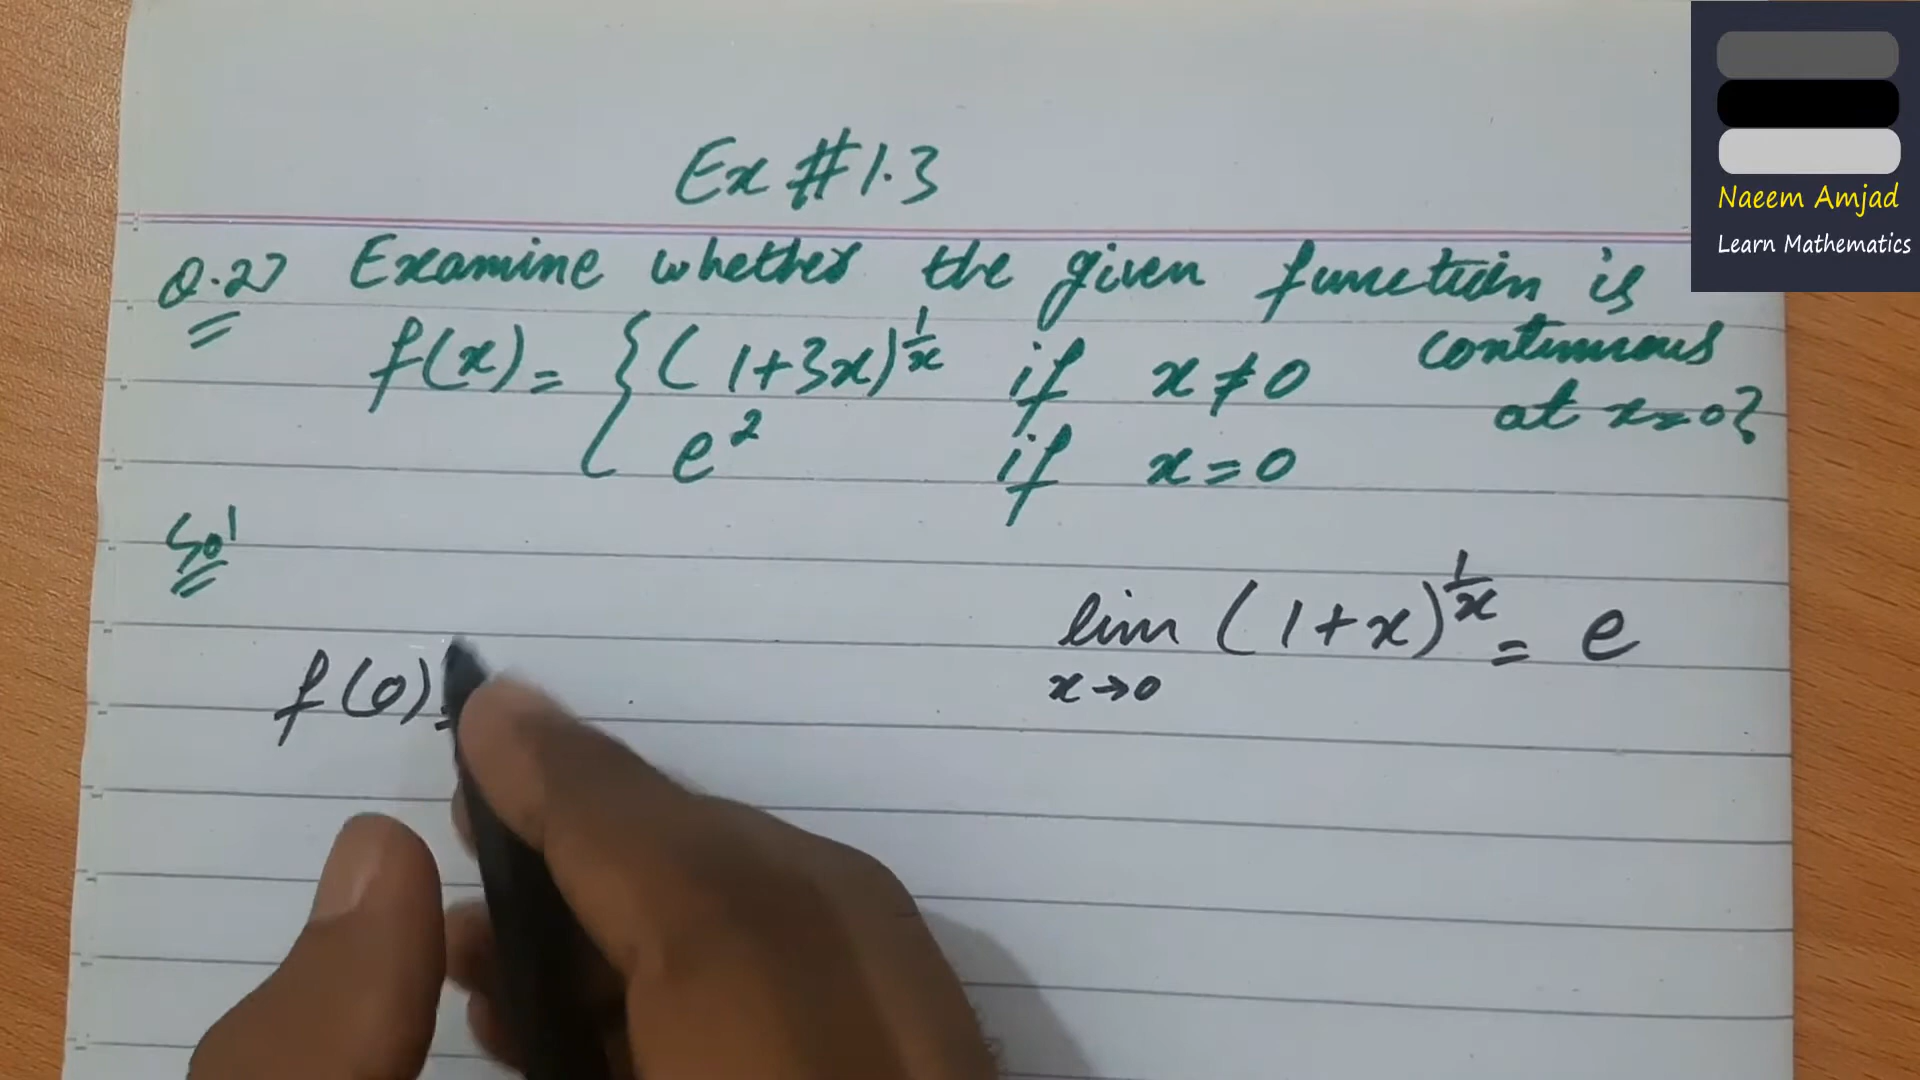 Ex # 1.3
Q.27 Examine whether the given function is
continuous
at x=0?
f(x) = { (1+3x)^{1/x} if x ≠ 0
e^2 if x = 0
Sol
lim (1+x)^{1/x} = e
x→0
f(0) =
Naeem Amjad
Learn Mathematics